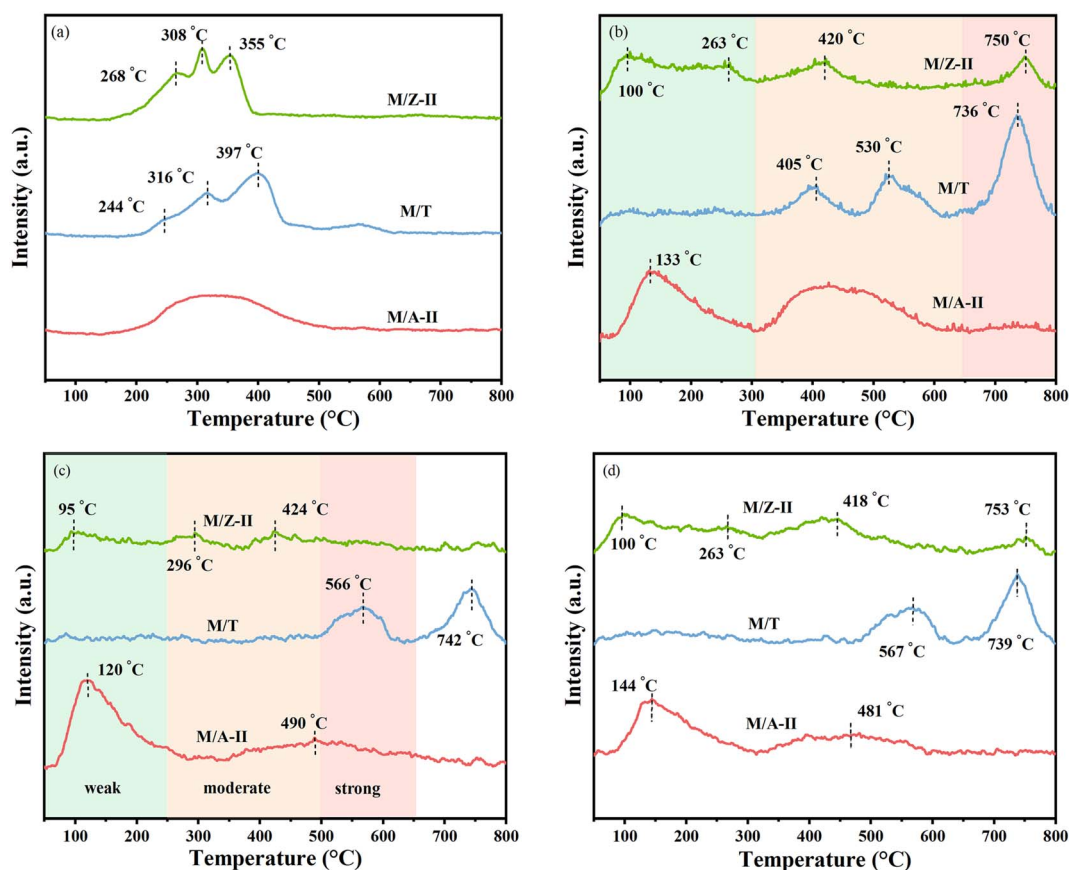 (a)
308 °C
355 °C
268 °C
M/Z-II
397 °C
316 °C
244 °C
M/T
M/A-II
Intensity (a.u.)
100 200 300 400 500 600 700 800
Temperature (°C)
(b)
263 °C
420 °C
750 °C
M/Z-II
100 °C
736 °C
530 °C
405 °C
M/T
133 °C
M/A-II
Intensity (a.u.)
100 200 300 400 500 600 700 800
Temperature (°C)
(c)
95 °C
424 °C
M/Z-II
296 °C
566 °C
M/T
742 °C
120 °C
490 °C
M/A-II
weak moderate strong
Intensity (a.u.)
100 200 300 400 500 600 700 800
Temperature (°C)
(d)
418 °C
753 °C
M/Z-II
100 °C
263 °C
M/T
567 °C
739 °C
144 °C
481 °C
M/A-II
Intensity (a.u.)
100 200 300 400 500 600 700 800
Temperature (°C)